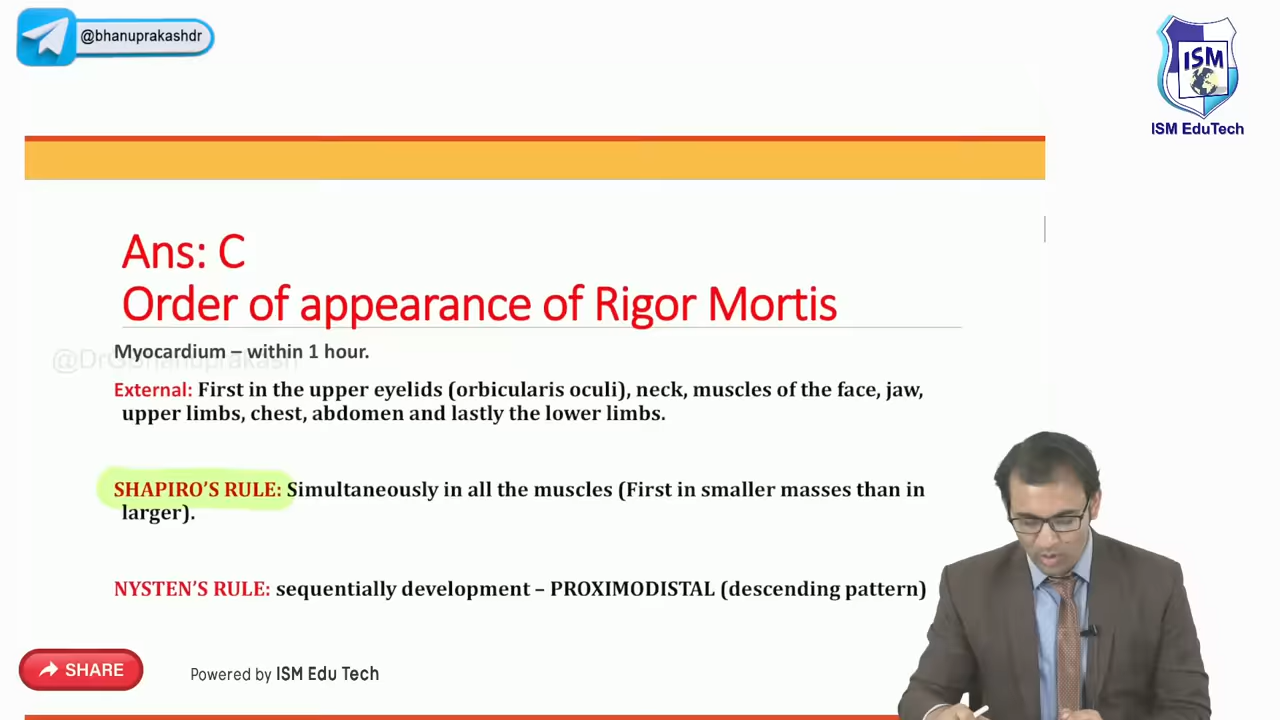 @bhanuprakashdr
ISM
ISM EduTech
Ans: C
Order of appearance of Rigor Mortis
Myocardium – within 1 hour.
External: First in the upper eyelids (orbicularis oculi), neck, muscles of the face, jaw,
upper limbs, chest, abdomen and lastly the lower limbs.
SHAPIRO'S RULE: Simultaneously in all the muscles (First in smaller masses than in
larger).
NYSTEN'S RULE: sequentially development – PROXIMODISTAL (descending pattern)
SHARE
Powered by ISM Edu Tech